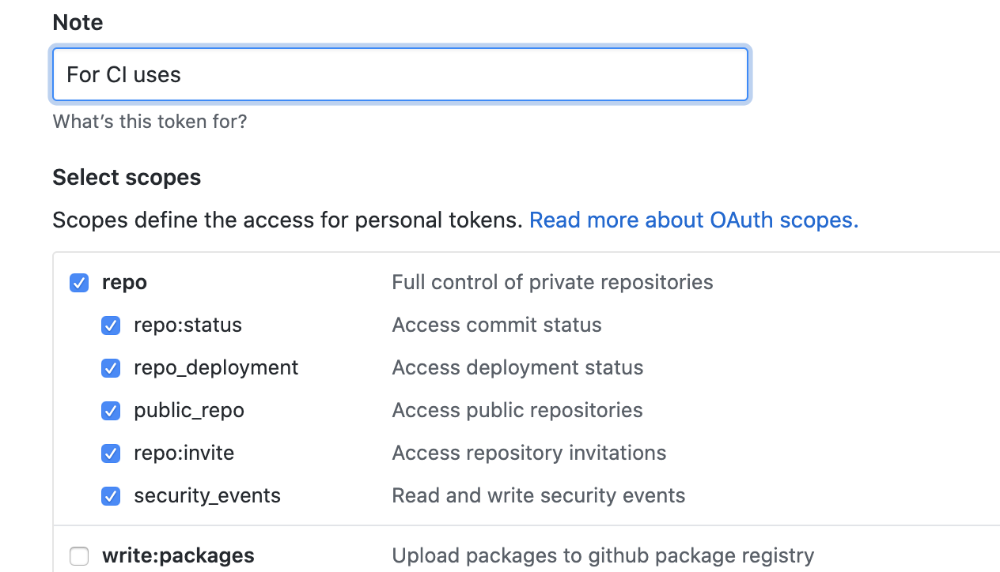 Note
For CI uses
What’s this token for?
Select scopes
Scopes define the access for personal tokens. Read more about OAuth scopes.
repo Full control of private repositories
repo:status Access commit status
repo_deployment Access deployment status
public_repo Access public repositories
repo:invite Access repository invitations
security_events Read and write security events
write:packages Upload packages to github package registry